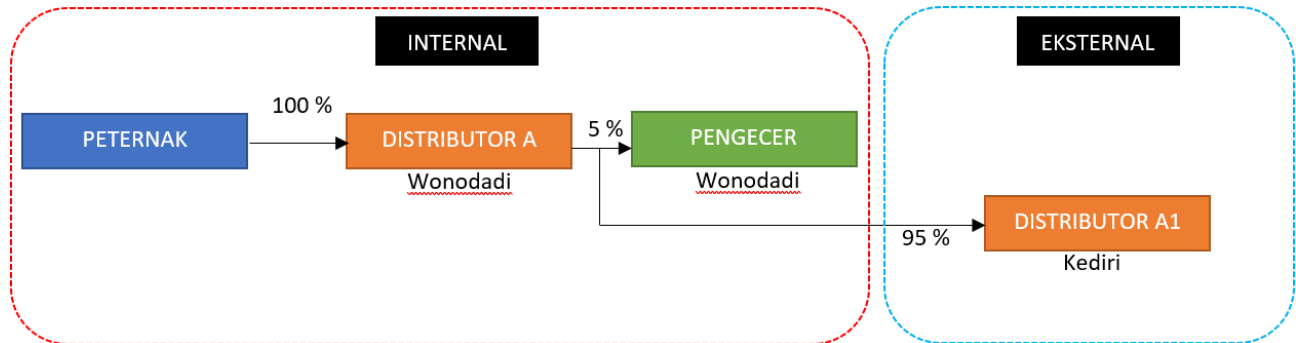 INTERNAL
EKSTERNAL
100 %
PETERNAK
DISTRIBUTOR A
5 %
PENGECER
Wonodadi
Wonodadi
DISTRIBUTOR A1
95 %
Kediri